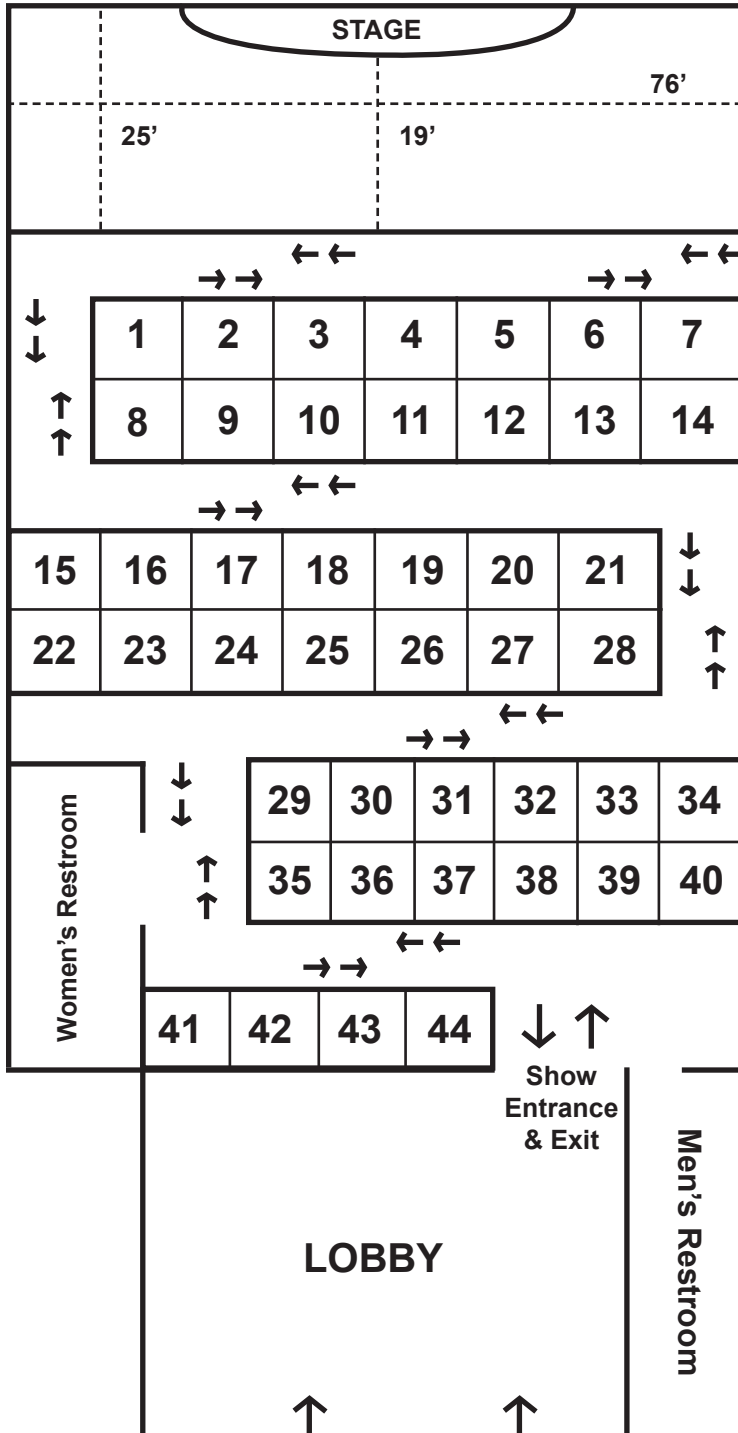 STAGE
76’
25’ 19’
1 2 3 4 5 6 7
8 9 10 11 12 13 14
15 16 17 18 19 20 21
22 23 24 25 26 27 28
29 30 31 32 33 34
35 36 37 38 39 40
Women’s Restroom
41 42 43 44
Show
Entrance
& Exit
Men’s Restroom
LOBBY